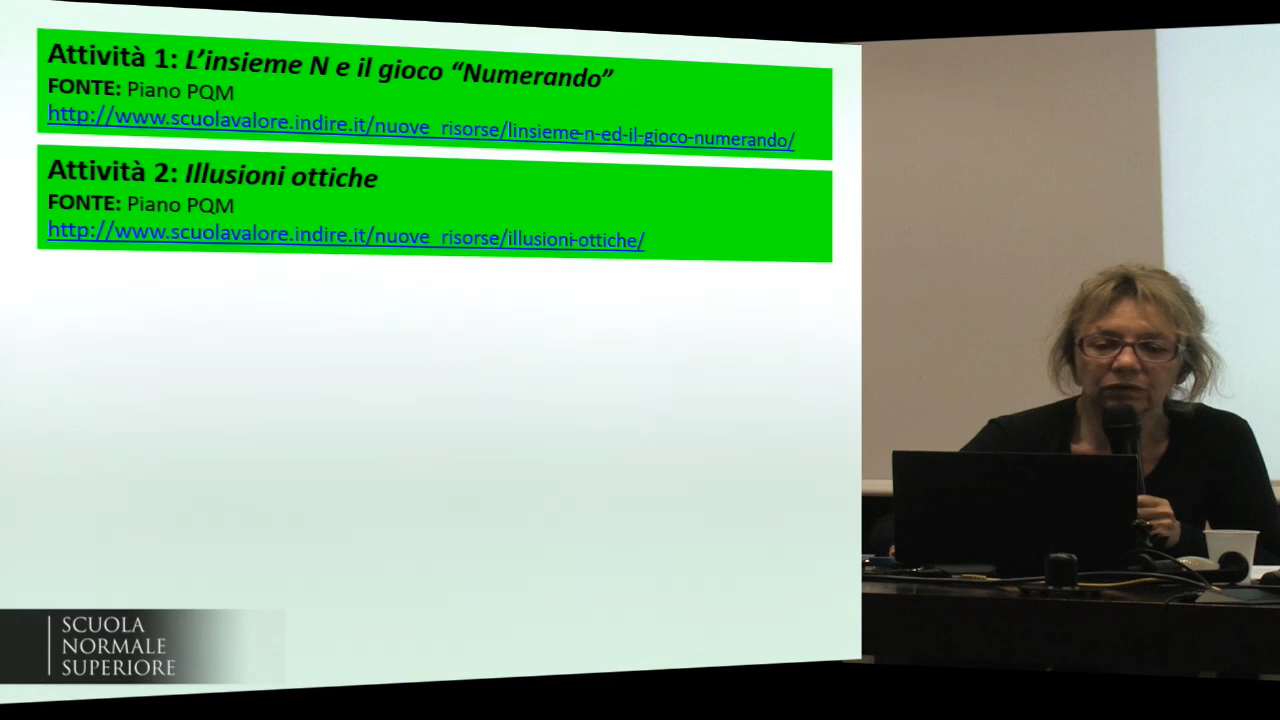 Attività 1: L’insieme N e il gioco “Numerando”
FONTE: Piano PQM
http://www.scuolavalore.indire.it/nuove_risorse/linsieme-n-ed-il-gioco-numerando/
Attività 2: Illusioni ottiche
FONTE: Piano PQM
http://www.scuolavalore.indire.it/nuove_risorse/illusioni-ottiche/
SCUOLA
NORMALE
SUPERIORE